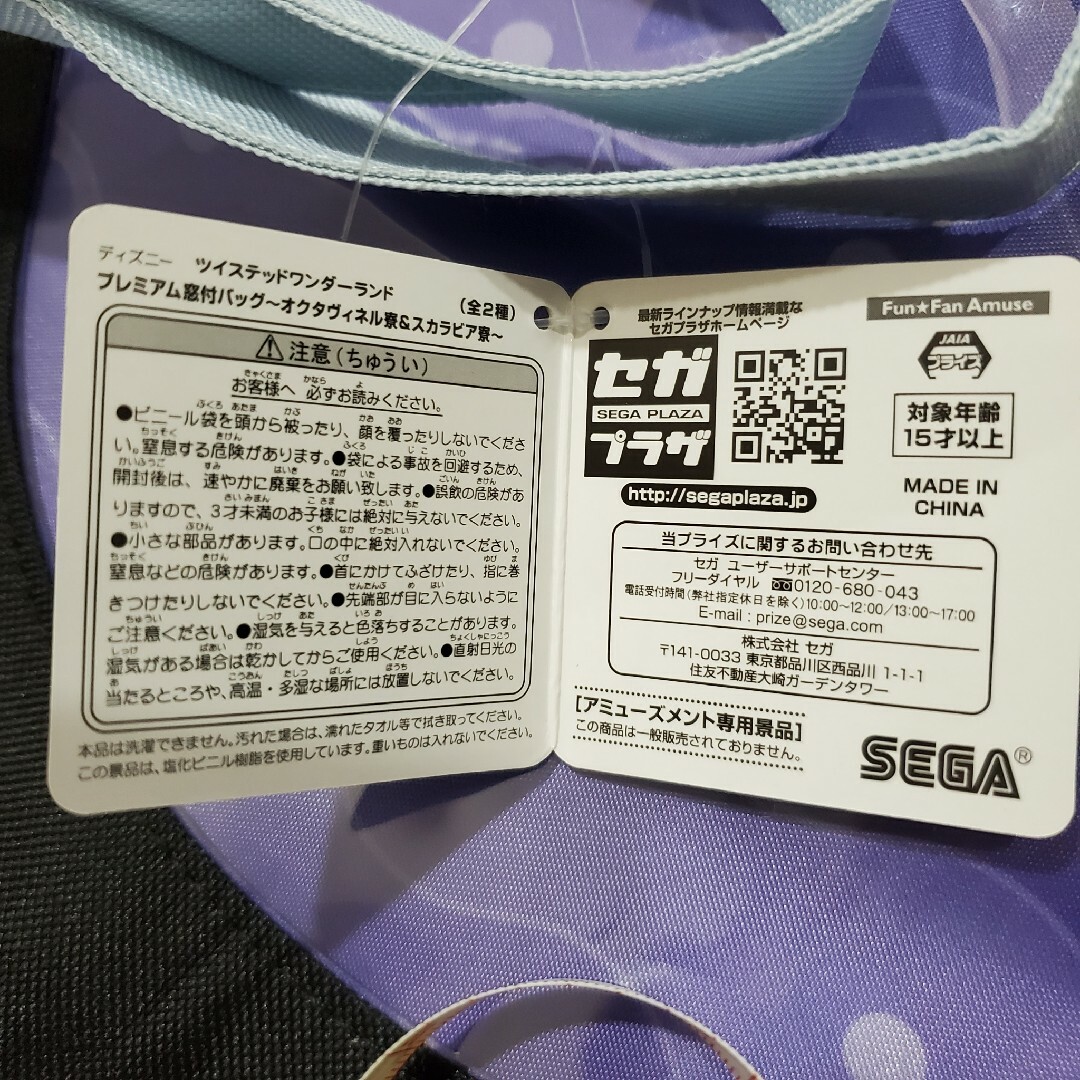 ディズニー ツイステッドワンダーランド
プレミアム窓付バッグ～オクタヴィネル寮&スカラビア寮～ (全2種)
⚠注意(ちゅうい)
お客様へ 必ずお読みください。
●ビニール袋を頭から被ったり、顔を覆ったりしないでくださ
い。窒息する危険があります。●袋による事故を回避するため、
開封後は、速やかに廃棄をお願い致します。●誤飲の危険があ
りますので、3才未満のお子様には絶対に与えないでください。
●小さな部品があります。口の中に絶対入れないでください。
窒息などの危険があります。●首にかけてふざけたり、指に巻
きつけたりしないでください。●先端部が目に入らないように
ご注意ください。●湿気を与えると色落ちすることがあります。
湿気がある場合は乾かしてからご使用ください。●直射日光の
当たるところや、高温・多湿な場所には放置しないでください。
本品は洗濯できません。汚れた場合は、濡れたタオル等で拭き取ってください。
この景品は、塩化ビニル樹脂を使用しています。重いものは入れないでください。
最新ラインナップ情報満載な
セガプラザホームページ
セガ
SEGA PLAZA
プラザ
http://segaplaza.jp
Fun★Fan Amuse
JAIA
プライズ
対象年齢
15才以上
MADE IN
CHINA
当プライズに関するお問い合わせ先
セガ ユーザーサポートセンター
フリーダイヤル 0120-680-043
電話受付時間(弊社指定休日を除く)10:00～12:00/13:00～17:00
E-mail : prize@sega.com
株式会社 セガ
〒141-0033 東京都品川区西品川 1-1-1
住友不動産大崎ガーデンタワー
[アミューズメント専用景品]
この商品は一般販売されておりません。
SEGA®